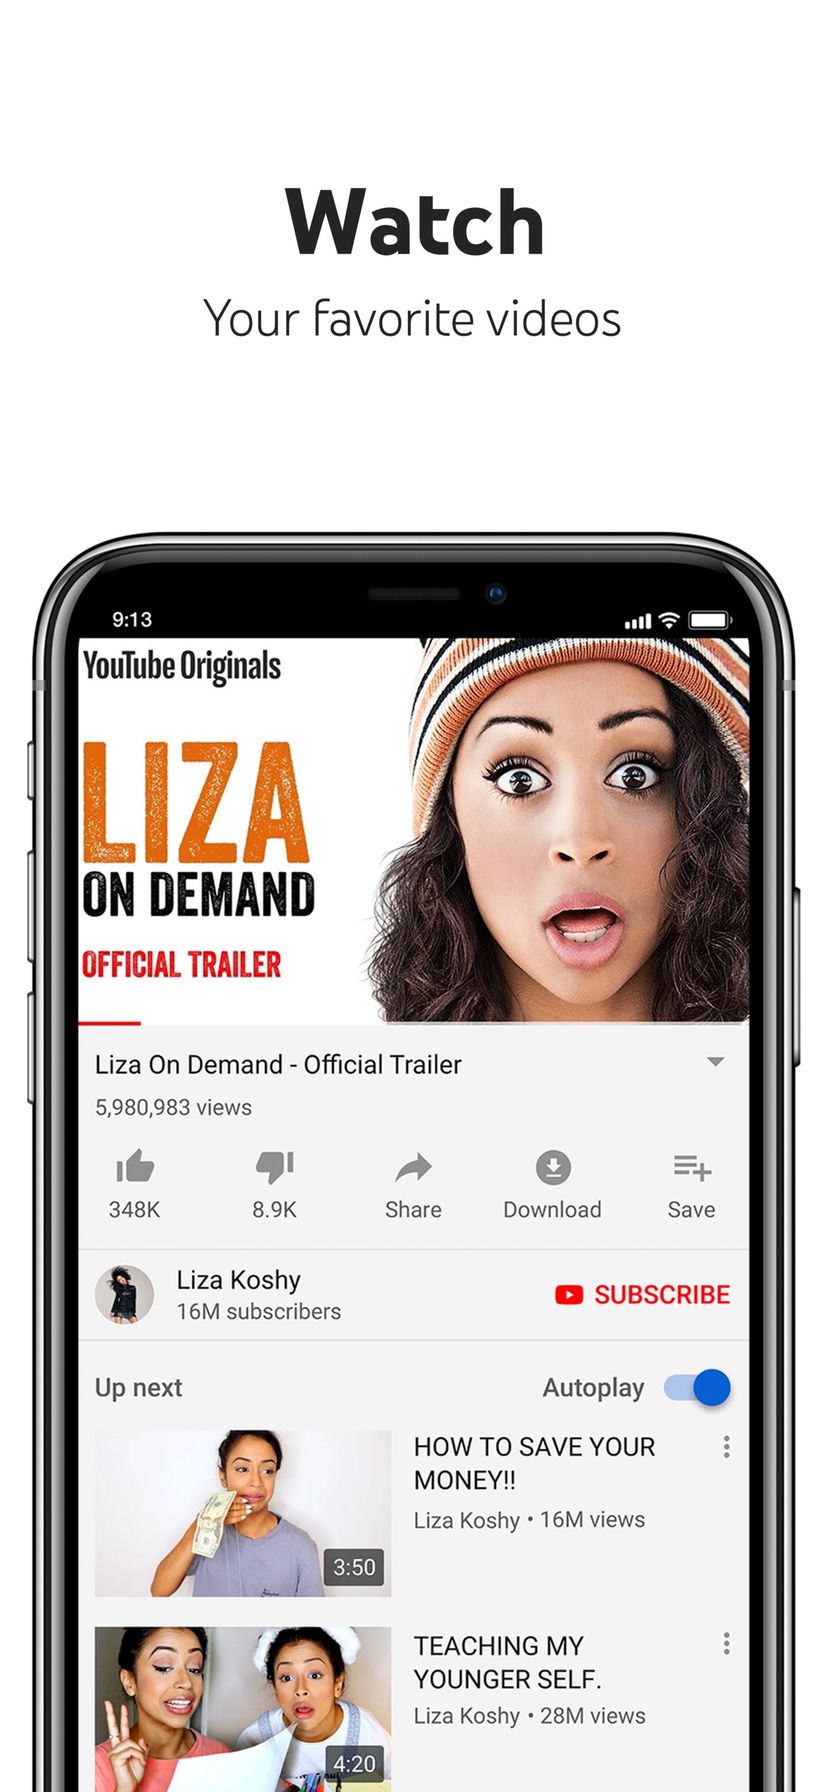 Watch
Your favorite videos
9:13
YouTube Originals
LIZA
ON DEMAND
OFFICIAL TRAILER
Liza On Demand - Official Trailer
5,980,983 views
348K
8.9K
Share
Download
Save
Liza Koshy
16M subscribers
SUBSCRIBE
Up next
Autoplay
HOW TO SAVE YOUR
MONEY!!
Liza Koshy • 16M views
3:50
TEACHING MY
YOUNGER SELF.
Liza Koshy • 28M views
4:20